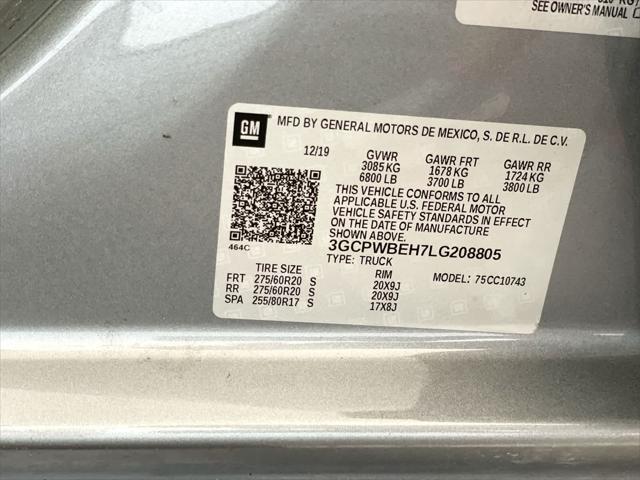 SEE OWNER'S MANUAL
GM
MFD BY GENERAL MOTORS DE MEXICO, S. DE R.L. DE C.V.
12/19 GVWR GAWR FRT GAWR RR
3085 KG 1678 KG 1724 KG
6800 LB 3700 LB 3800 LB
THIS VEHICLE CONFORMS TO ALL
APPLICABLE U.S. FEDERAL MOTOR
VEHICLE SAFETY STANDARDS IN EFFECT
ON THE DATE OF MANUFACTURE
SHOWN ABOVE.
464C 3GCPWBEH7LG208805
TYPE: TRUCK
TIRE SIZE RIM MODEL: 75CC10743
FRT 275/60R20 S 20X9J
RR 275/60R20 S 20X9J
SPA 255/80R17 S 17X8J